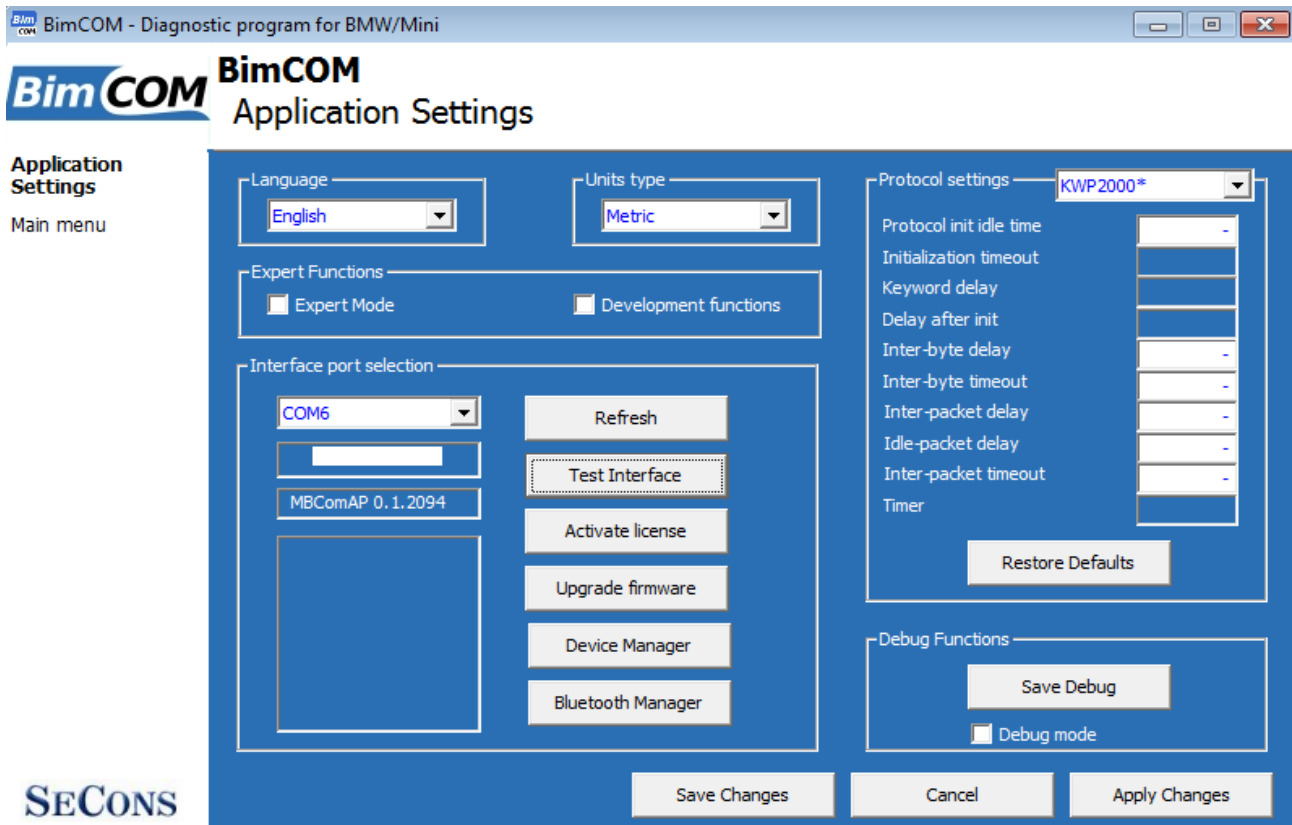 Bim COM BimCOM - Diagnostic program for BMW/Mini
Bim COM
BimCOM
Application Settings
Application
Settings
Main menu
Language
English
Units type
Metric
Expert Functions
Expert Mode
Development functions
Interface port selection
COM6
MBComAP 0.1.2094
Refresh
Test Interface
Activate license
Upgrade firmware
Device Manager
Bluetooth Manager
Protocol settings
KWP2000*
Protocol init idle time -
Initialization timeout
Keyword delay
Delay after init
Inter-byte delay -
Inter-byte timeout -
Inter-packet delay -
Idle-packet delay -
Inter-packet timeout -
Timer
Restore Defaults
Debug Functions
Save Debug
Debug mode
SECONS
Save Changes
Cancel
Apply Changes